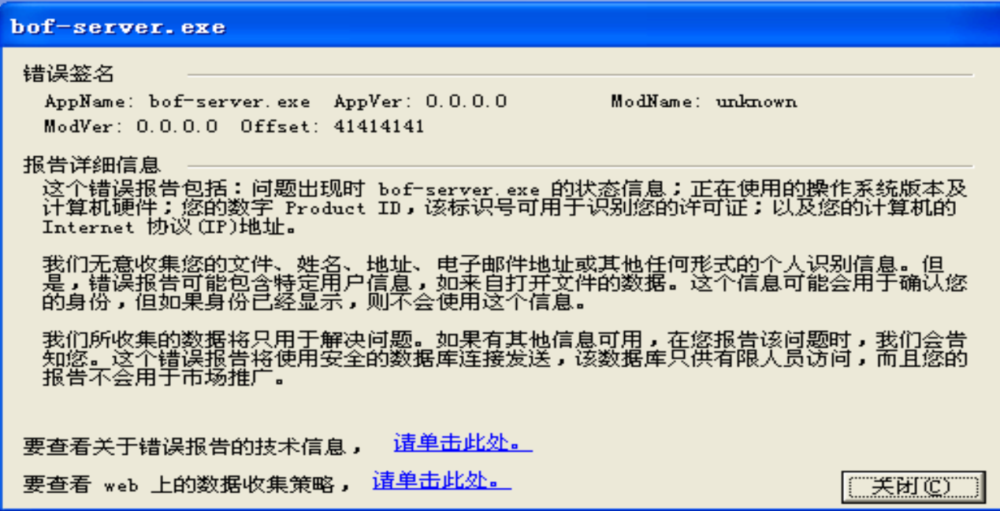 bof-server.exe
错误签名
AppName: bof-server.exe AppVer: 0.0.0.0 ModName: unknown
ModVer: 0.0.0.0 Offset: 41414141
报告详细信息
这个错误报告包括：问题出现时 bof-server.exe 的状态信息；正在使用的操作系统版本及
计算机硬件；您的数字 Product ID，该标识号可用于识别您的许可证；以及您的计算机的
Internet 协议(IP)地址。
我们无意收集您的文件、姓名、地址、电子邮件地址或其他任何形式的个人识别信息。但
是，错误报告可能包含特定用户信息，如来自打开文件的数据。这个信息可能会用于确认您
的身份，但如果身份已经显示，则不会使用这个信息。
我们所收集的数据将只用于解决问题。如果有其他信息可用，在您报告该问题时，我们会告
知您。这个错误报告将使用安全的数据库连接发送，该数据库只供有限人员访问，而且您的
报告不会用于市场推广。
要查看关于错误报告的技术信息， 请单击此处。
要查看 web 上的数据收集策略， 请单击此处。
关闭(C)